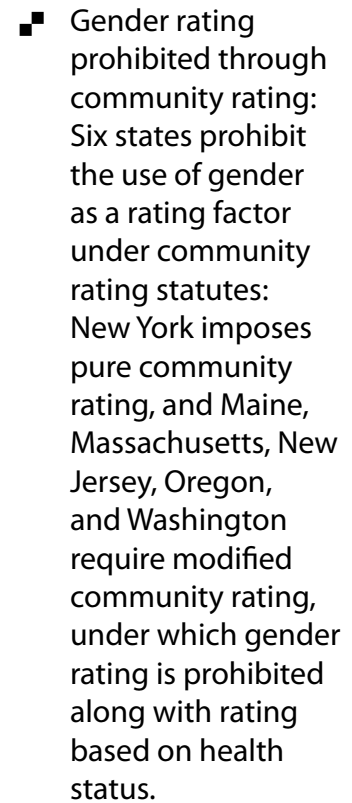 Gender rating
prohibited through
community rating:
Six states prohibit
the use of gender
as a rating factor
under community
rating statutes:
New York imposes
pure community
rating, and Maine,
Massachusetts, New
Jersey, Oregon,
and Washington
require modified
community rating,
under which gender
rating is prohibited
along with rating
based on health
status.